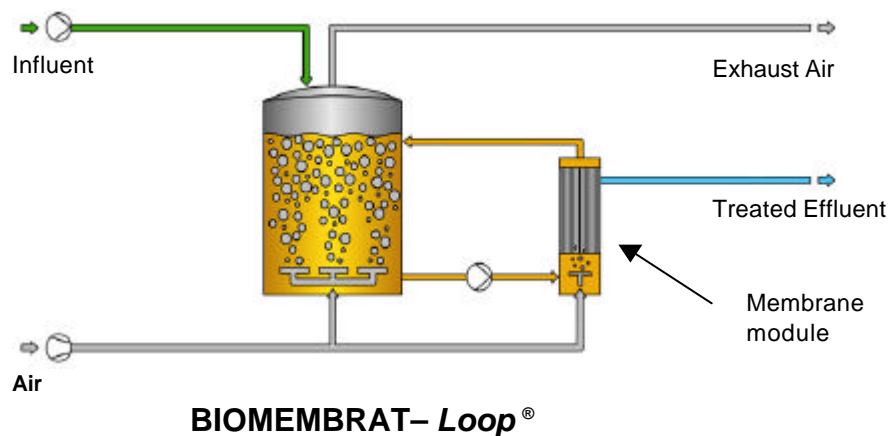 Influent
Exhaust Air
Treated Effluent
Membrane
module
Air
BIOMEMBRAT– Loop ®